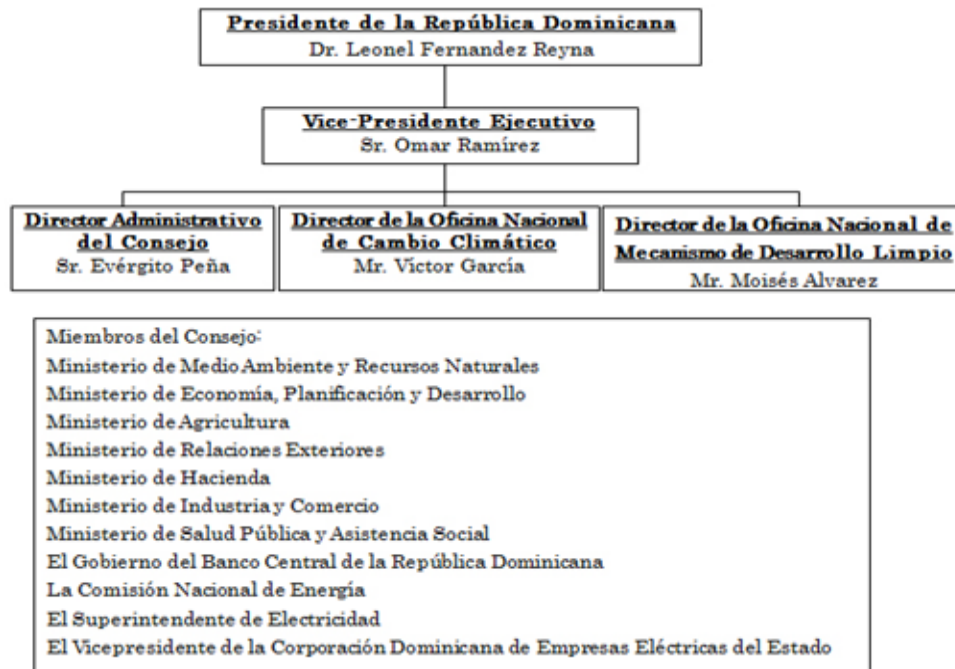 Presidente de la República Dominicana
Dr. Leonel Fernandez Reyna
Vice-Presidente Ejecutivo
Sr. Omar Ramírez
Director Administrativo
del Consejo
Sr. Evérgito Peña
Director de la Oficina Nacional
de Cambio Climático
Mr. Victor García
Director de la Oficina Nacional de
Mecanismo de Desarrollo Limpio
Mr. Moisés Alvarez
Miembros del Consejo:
Ministerio de Medio Ambiente y Recursos Naturales
Ministerio de Economía, Planificación y Desarrollo
Ministerio de Agricultura
Ministerio de Relaciones Exteriores
Ministerio de Hacienda
Ministerio de Industria y Comercio
Ministerio de Salud Pública y Asistencia Social
El Gobierno del Banco Central de la República Dominicana
La Comisión Nacional de Energía
El Superintendente de Electricidad
El Vicepresidente de la Corporación Dominicana de Empresas Eléctricas del Estado